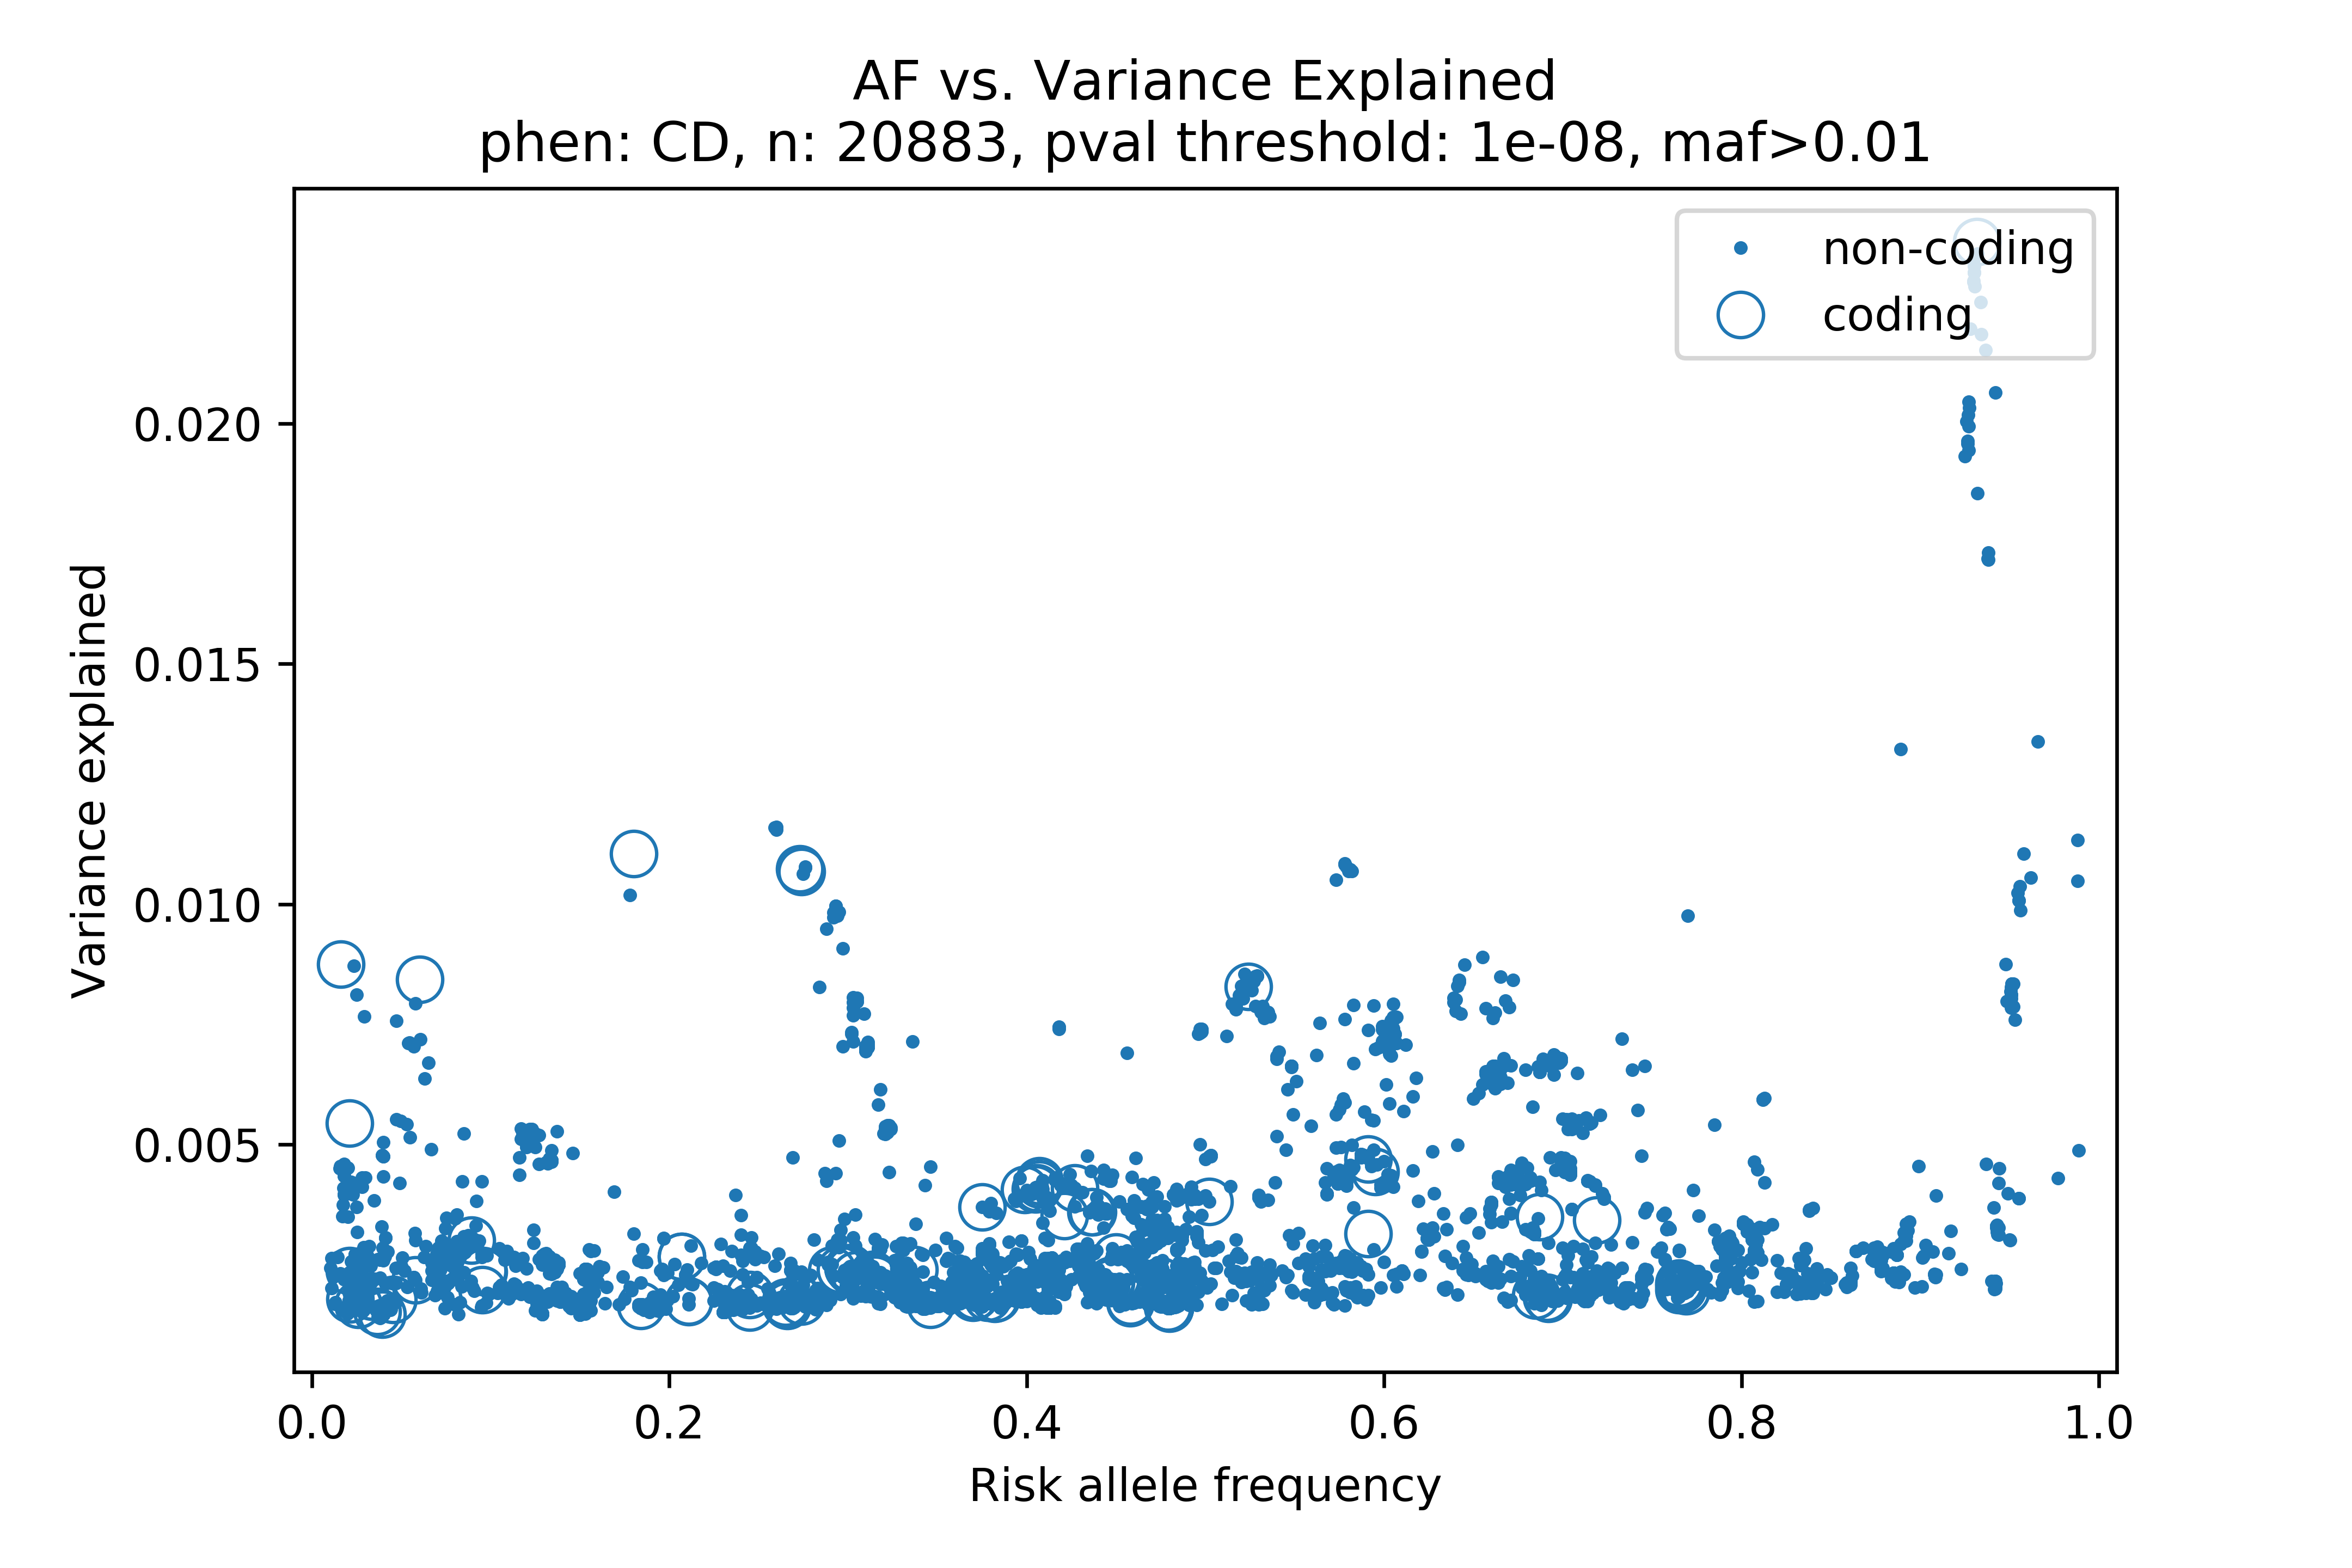 AF vs. Variance Explained
phen: CD, n: 20883, pval threshold: 1e-08, maf>0.01
non-coding
coding
0.020
0.015
0.010
0.005
Variance explained
0.0 0.2 0.4 0.6 0.8 1.0
Risk allele frequency